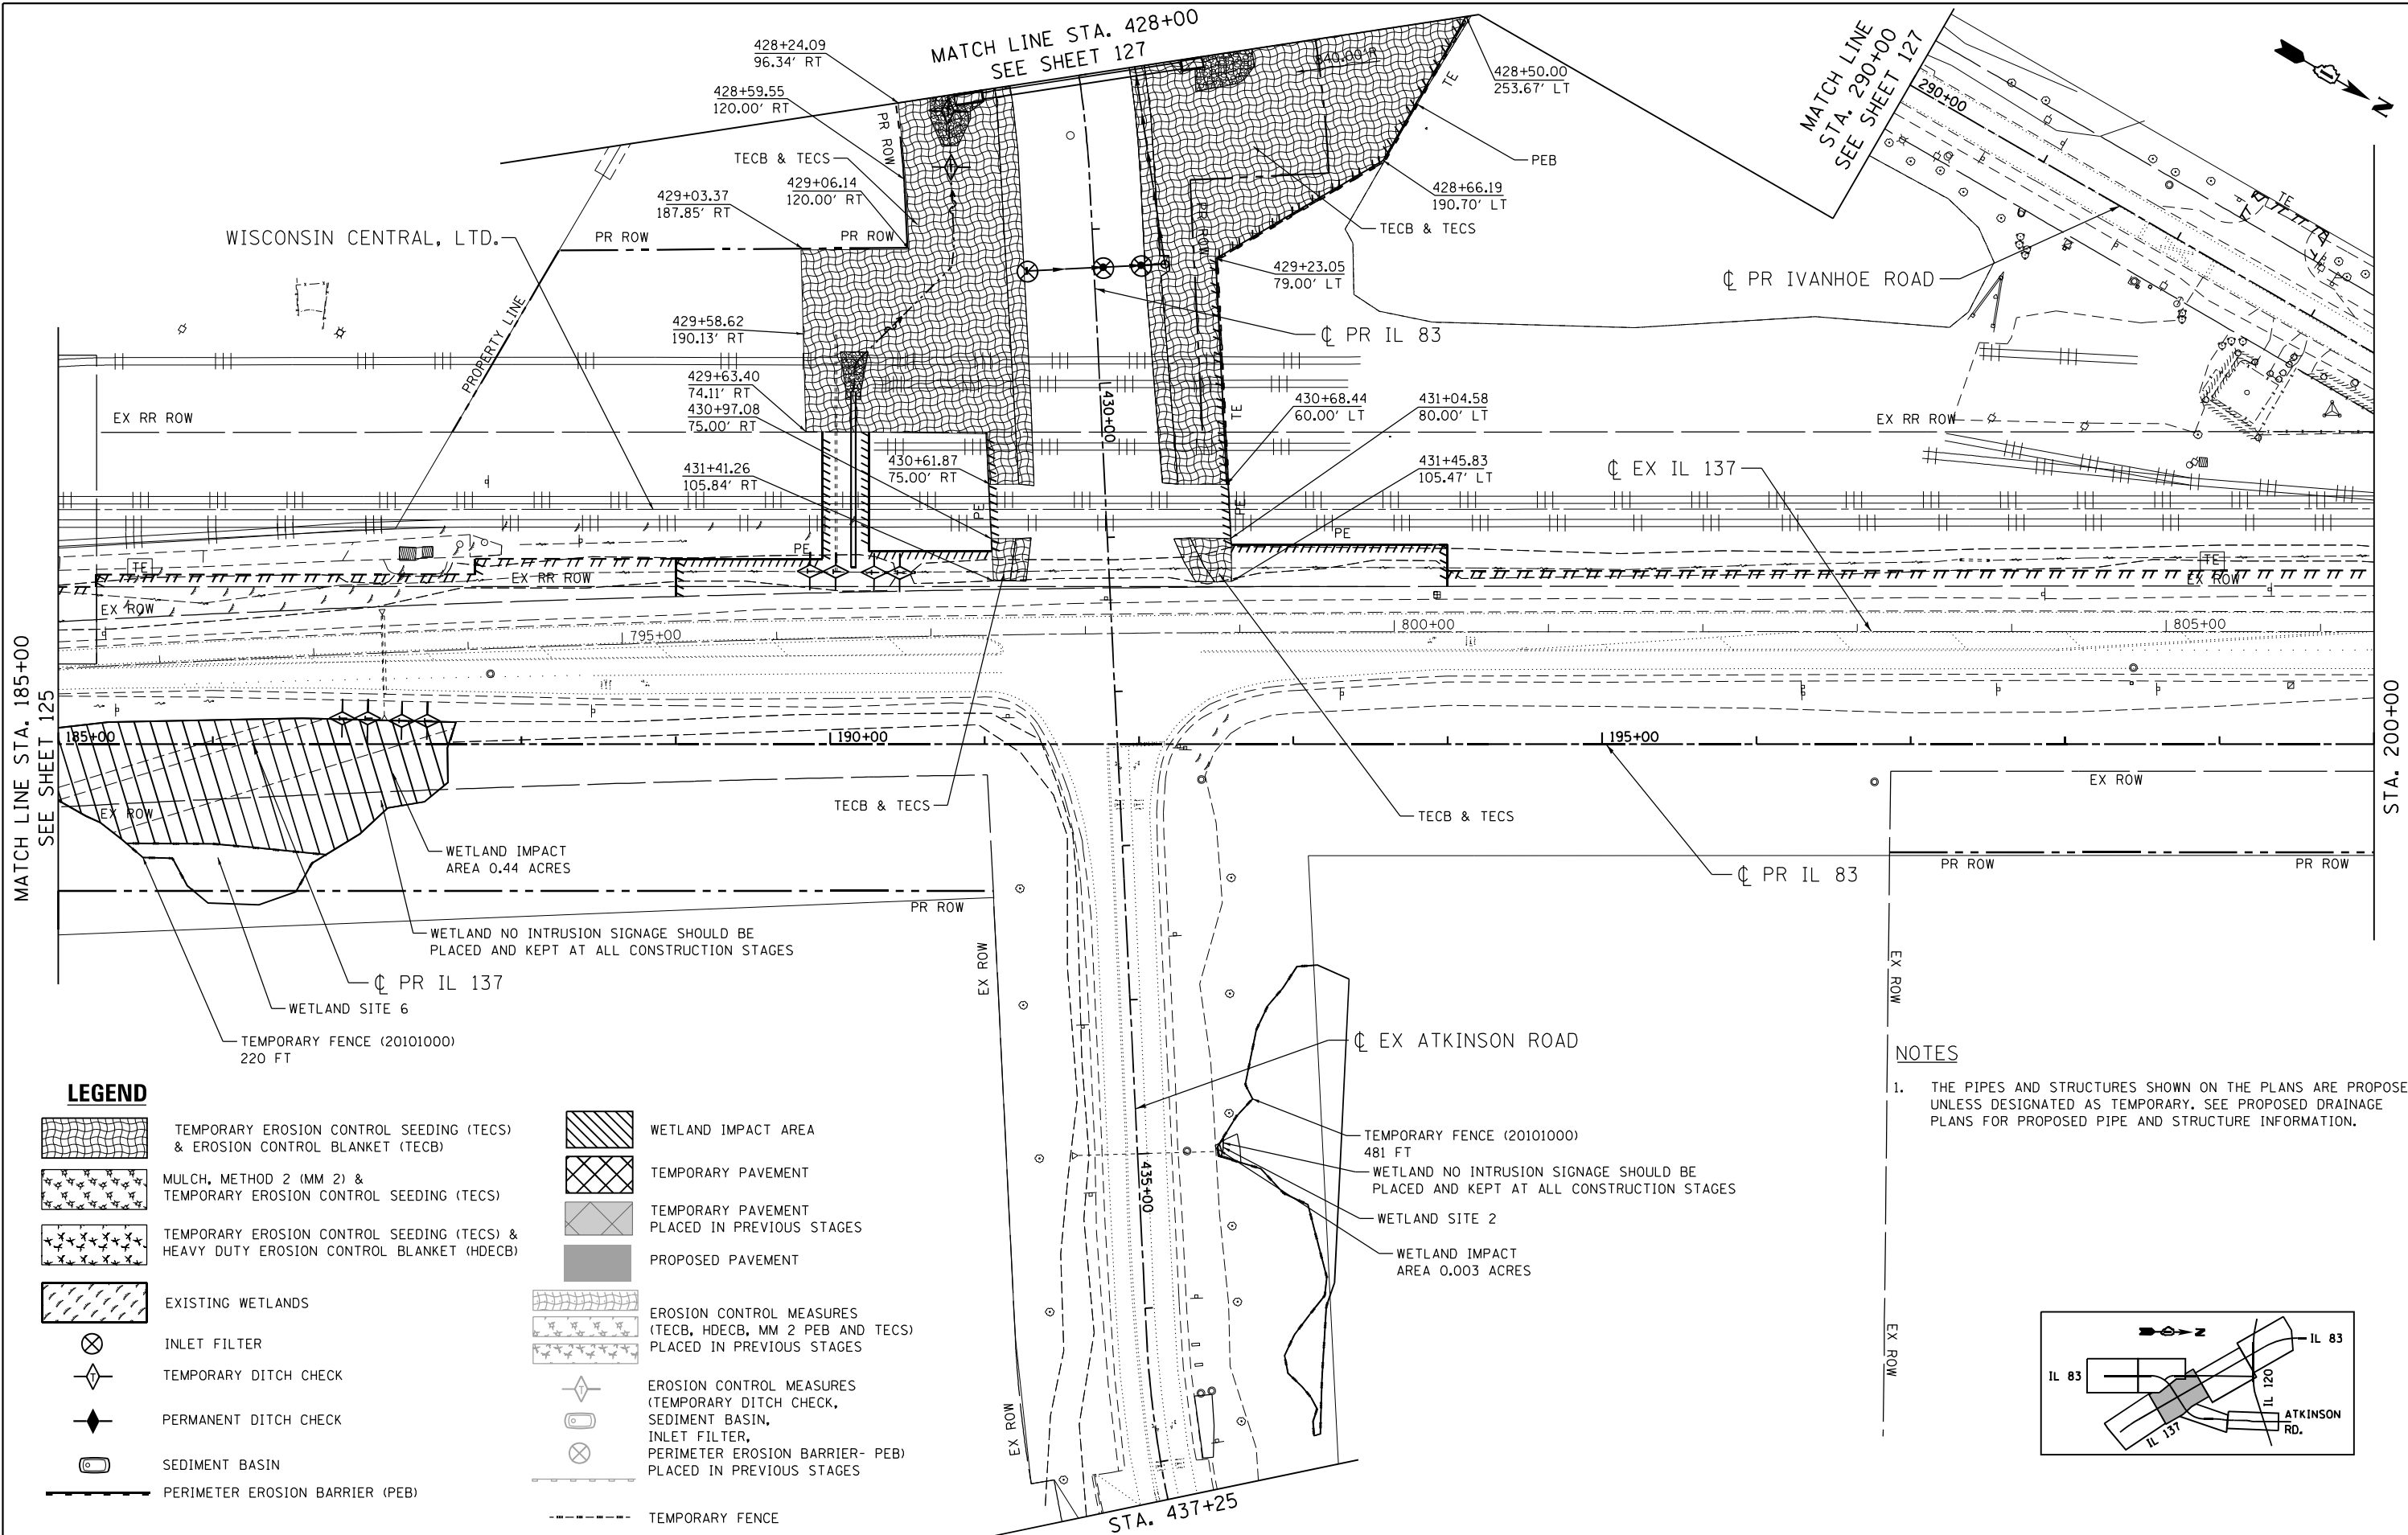 MATCH LINE STA. 428+00
SEE SHEET 127
MATCH LINE
STA. 290+00
SEE SHEET 127
290+00
N
428+24.09
96.34' RT
428+59.55
120.00' RT
PR ROW
TECB & TECS
429+06.14
120.00' RT
429+03.37
187.85' RT
PR ROW
PR ROW
WISCONSIN CENTRAL, LTD.
PROPERTY LINE
429+58.62
190.13' RT
429+63.40
74.11' RT
430+97.08
75.00' RT
431+41.26
105.84' RT
430+61.87
75.00' RT
TE
428+50.00
253.67' LT
PEB
428+66.19
190.70' LT
TECB & TECS
PR ROW
429+23.05
79.00' LT
℄ PR IL 83
430+00
TE
430+68.44
60.00' LT
431+04.58
80.00' LT
431+45.83
105.47' LT
℄ PR IVANHOE ROAD
TE
EX RR ROW
EX RR ROW
℄ EX IL 137
PE
PE
PE
PE
TE
TE
EX RR ROW
EX ROW
EX ROW
795+00
800+00
805+00
MATCH LINE STA. 185+00
SEE SHEET 125
STA. 200+00
185+00
190+00
195+00
EX ROW
EX ROW
TECB & TECS
TECB & TECS
WETLAND IMPACT
AREA 0.44 ACRES
℄ PR IL 83
PR ROW
PR ROW
PR ROW
WETLAND NO INTRUSION SIGNAGE SHOULD BE
PLACED AND KEPT AT ALL CONSTRUCTION STAGES
℄ PR IL 137
WETLAND SITE 6
TEMPORARY FENCE (20101000)
220 FT
EX ROW
EX ROW
EX ROW
EX ROW
℄ EX ATKINSON ROAD
435+00
TEMPORARY FENCE (20101000)
481 FT
WETLAND NO INTRUSION SIGNAGE SHOULD BE
PLACED AND KEPT AT ALL CONSTRUCTION STAGES
WETLAND SITE 2
WETLAND IMPACT
AREA 0.003 ACRES
STA. 437+25
NOTES
1. THE PIPES AND STRUCTURES SHOWN ON THE PLANS ARE PROPOSE
UNLESS DESIGNATED AS TEMPORARY. SEE PROPOSED DRAINAGE
PLANS FOR PROPOSED PIPE AND STRUCTURE INFORMATION.
LEGEND
TEMPORARY EROSION CONTROL SEEDING (TECS)
& EROSION CONTROL BLANKET (TECB)
MULCH, METHOD 2 (MM 2) &
TEMPORARY EROSION CONTROL SEEDING (TECS)
TEMPORARY EROSION CONTROL SEEDING (TECS) &
HEAVY DUTY EROSION CONTROL BLANKET (HDECB)
EXISTING WETLANDS
INLET FILTER
T
TEMPORARY DITCH CHECK
PERMANENT DITCH CHECK
SEDIMENT BASIN
PERIMETER EROSION BARRIER (PEB)
WETLAND IMPACT AREA
TEMPORARY PAVEMENT
TEMPORARY PAVEMENT
PLACED IN PREVIOUS STAGES
PROPOSED PAVEMENT
EROSION CONTROL MEASURES
(TECB, HDECB, MM 2 PEB AND TECS)
PLACED IN PREVIOUS STAGES
T
EROSION CONTROL MEASURES
(TEMPORARY DITCH CHECK,
SEDIMENT BASIN,
INLET FILTER,
PERIMETER EROSION BARRIER- PEB)
PLACED IN PREVIOUS STAGES
TEMPORARY FENCE
N
IL 83
IL 83
IL 120
ATKINSON
RD.
IL 137